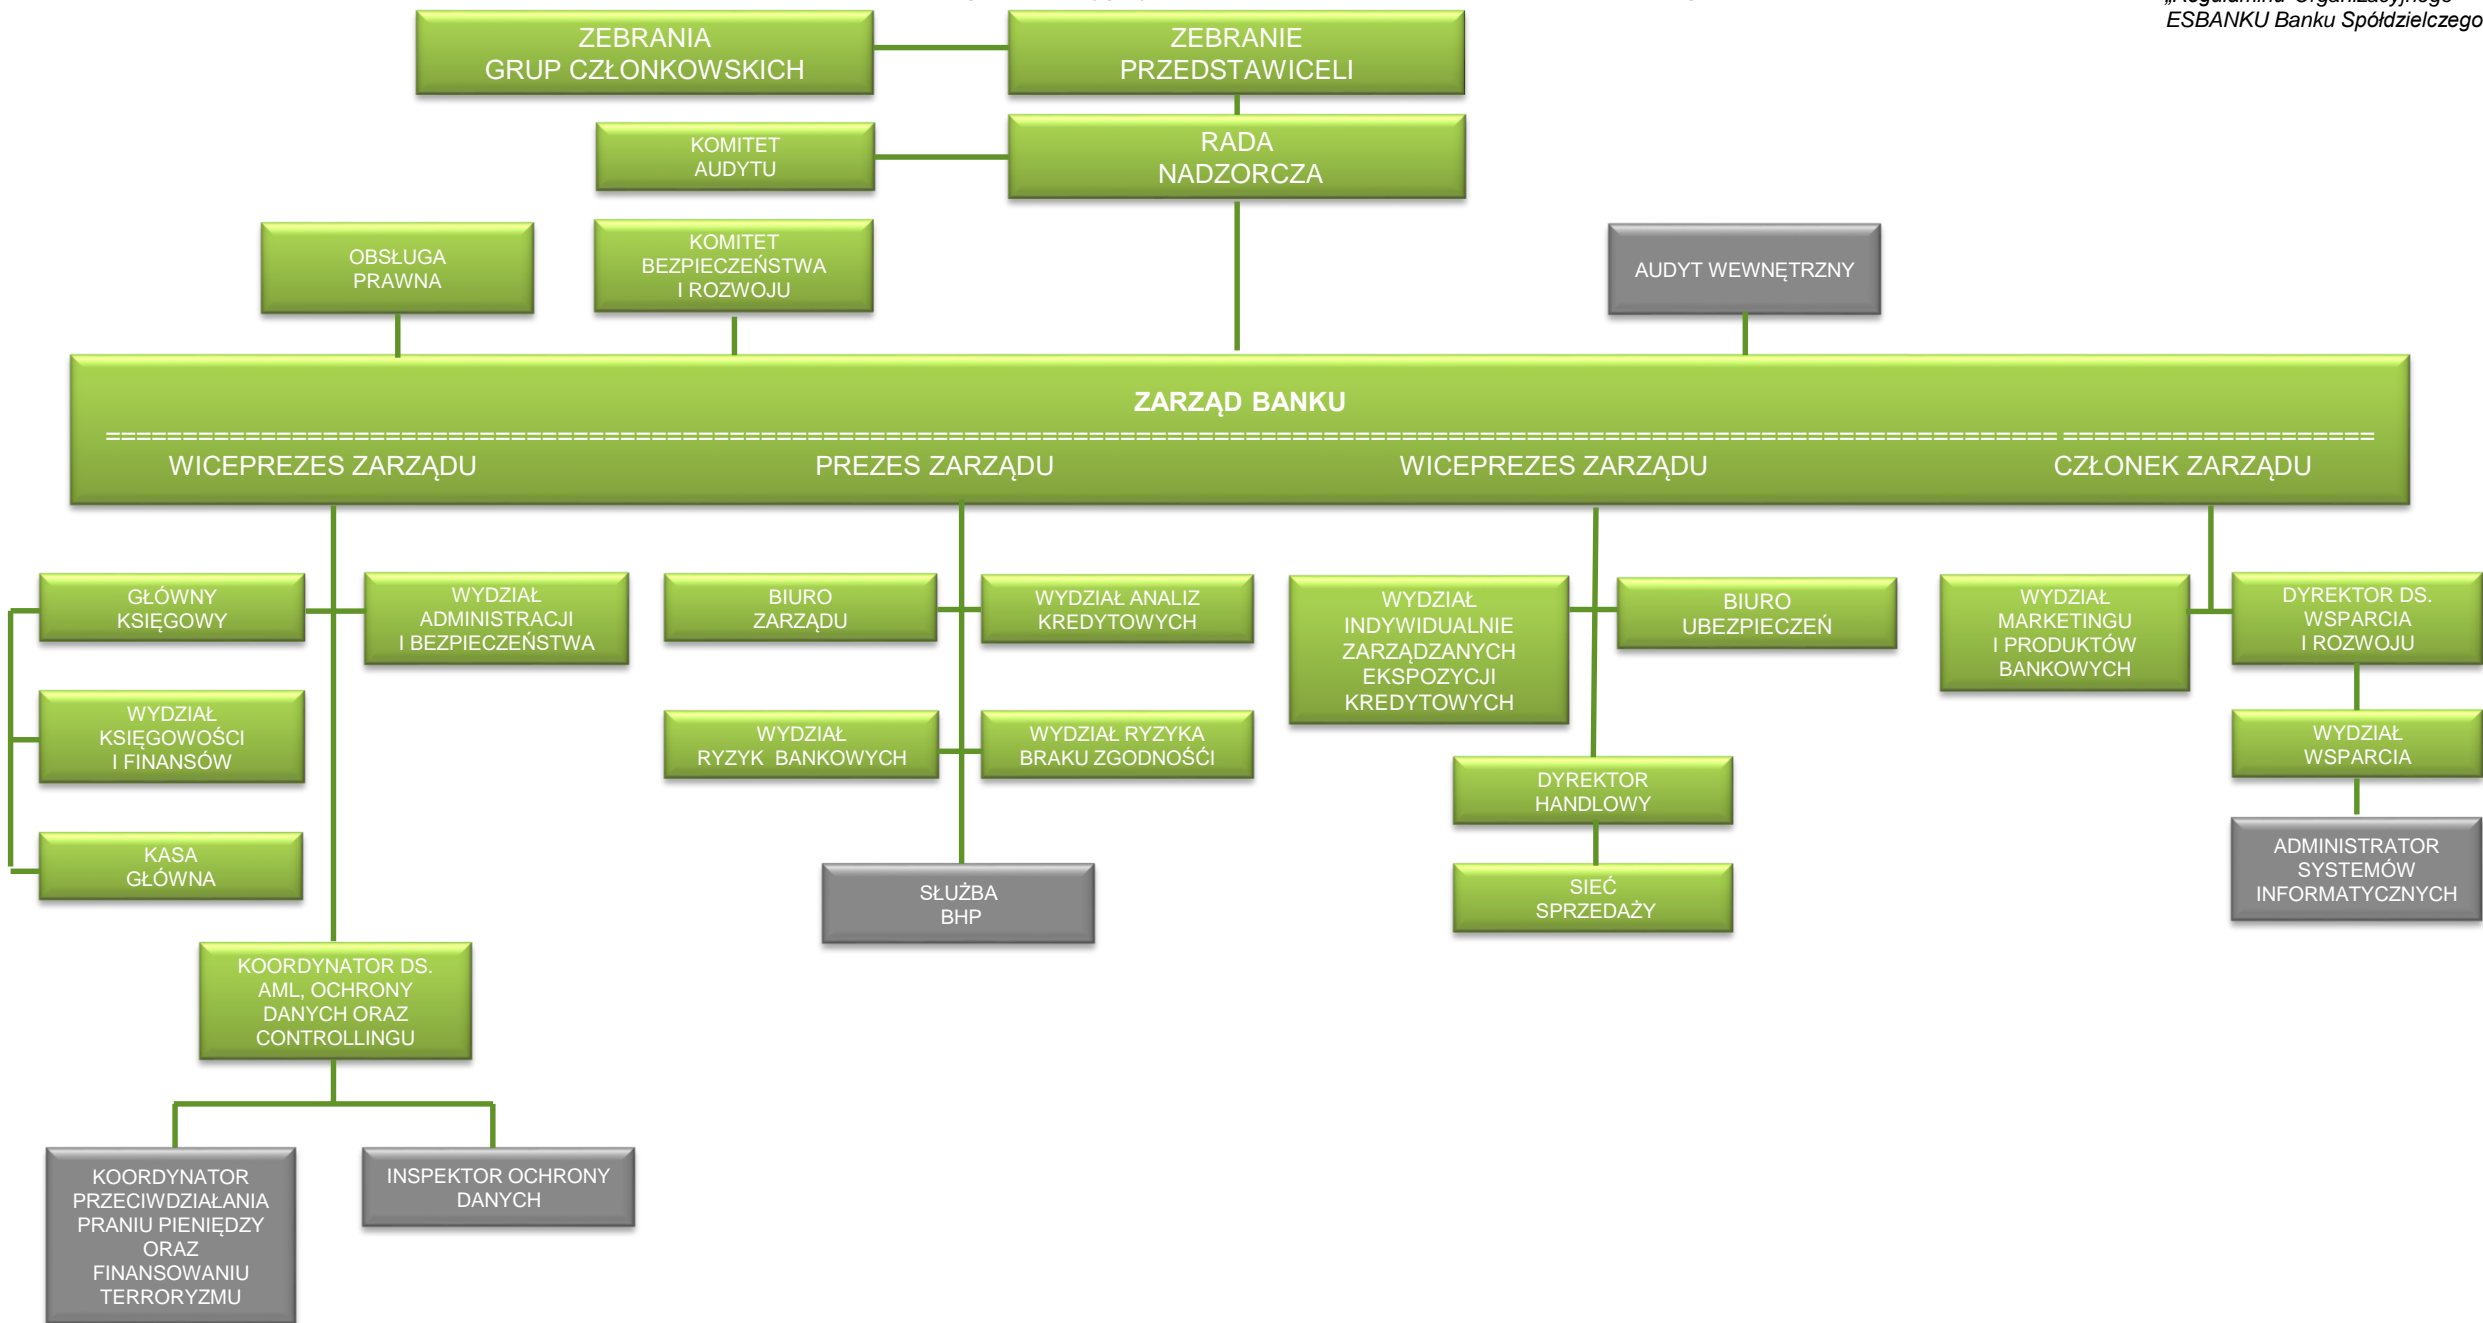 „Regulaminu Organizacyjnego
ESBANKU Banku Spółdzielczego
ZEBRANIA
GRUP CZŁONKOWSKICH
ZEBRANIE
PRZEDSTAWICELI
KOMITET
AUDYTU
RADA
NADZORCZA
OBSŁUGA
PRAWNA
KOMITET
BEZPIECZEŃSTWA
I ROZWOJU
AUDYT WEWNĘTRZNY
ZARZĄD BANKU
WICEPREZES ZARZĄDU
PREZES ZARZĄDU
WICEPREZES ZARZĄDU
CZŁONEK ZARZĄDU
GŁÓWNY
KSIĘGOWY
WYDZIAŁ
ADMINISTRACJI
I BEZPIECZEŃSTWA
BIURO
ZARZĄDU
WYDZIAŁ ANALIZ
KREDYTOWYCH
WYDZIAŁ
INDYWIDUALNIE
ZARZĄDZANYCH
EKSPOZYCJI
KREDYTOWYCH
BIURO
UBEZPIECZEŃ
WYDZIAŁ
MARKETINGU
I PRODUKTÓW
BANKOWYCH
DYREKTOR DS.
WSPARCIA
I ROZWOJU
WYDZIAŁ
KSIĘGOWOŚCI
I FINANSÓW
WYDZIAŁ
RYZYK  BANKOWYCH
WYDZIAŁ RYZYKA
BRAKU ZGODNOŚĆI
DYREKTOR
HANDLOWY
WYDZIAŁ
WSPARCIA
KASA
GŁÓWNA
SŁUŻBA
BHP
SIEĆ
SPRZEDAŻY
ADMINISTRATOR
SYSTEMÓW
INFORMATYCZNYCH
KOORDYNATOR DS.
AML, OCHRONY
DANYCH ORAZ
CONTROLLINGU
KOORDYNATOR
PRZECIWDZIAŁANIA
PRANIU PIENIĘDZY
ORAZ
FINANSOWANIU
TERRORYZMU
INSPEKTOR OCHRONY
DANYCH